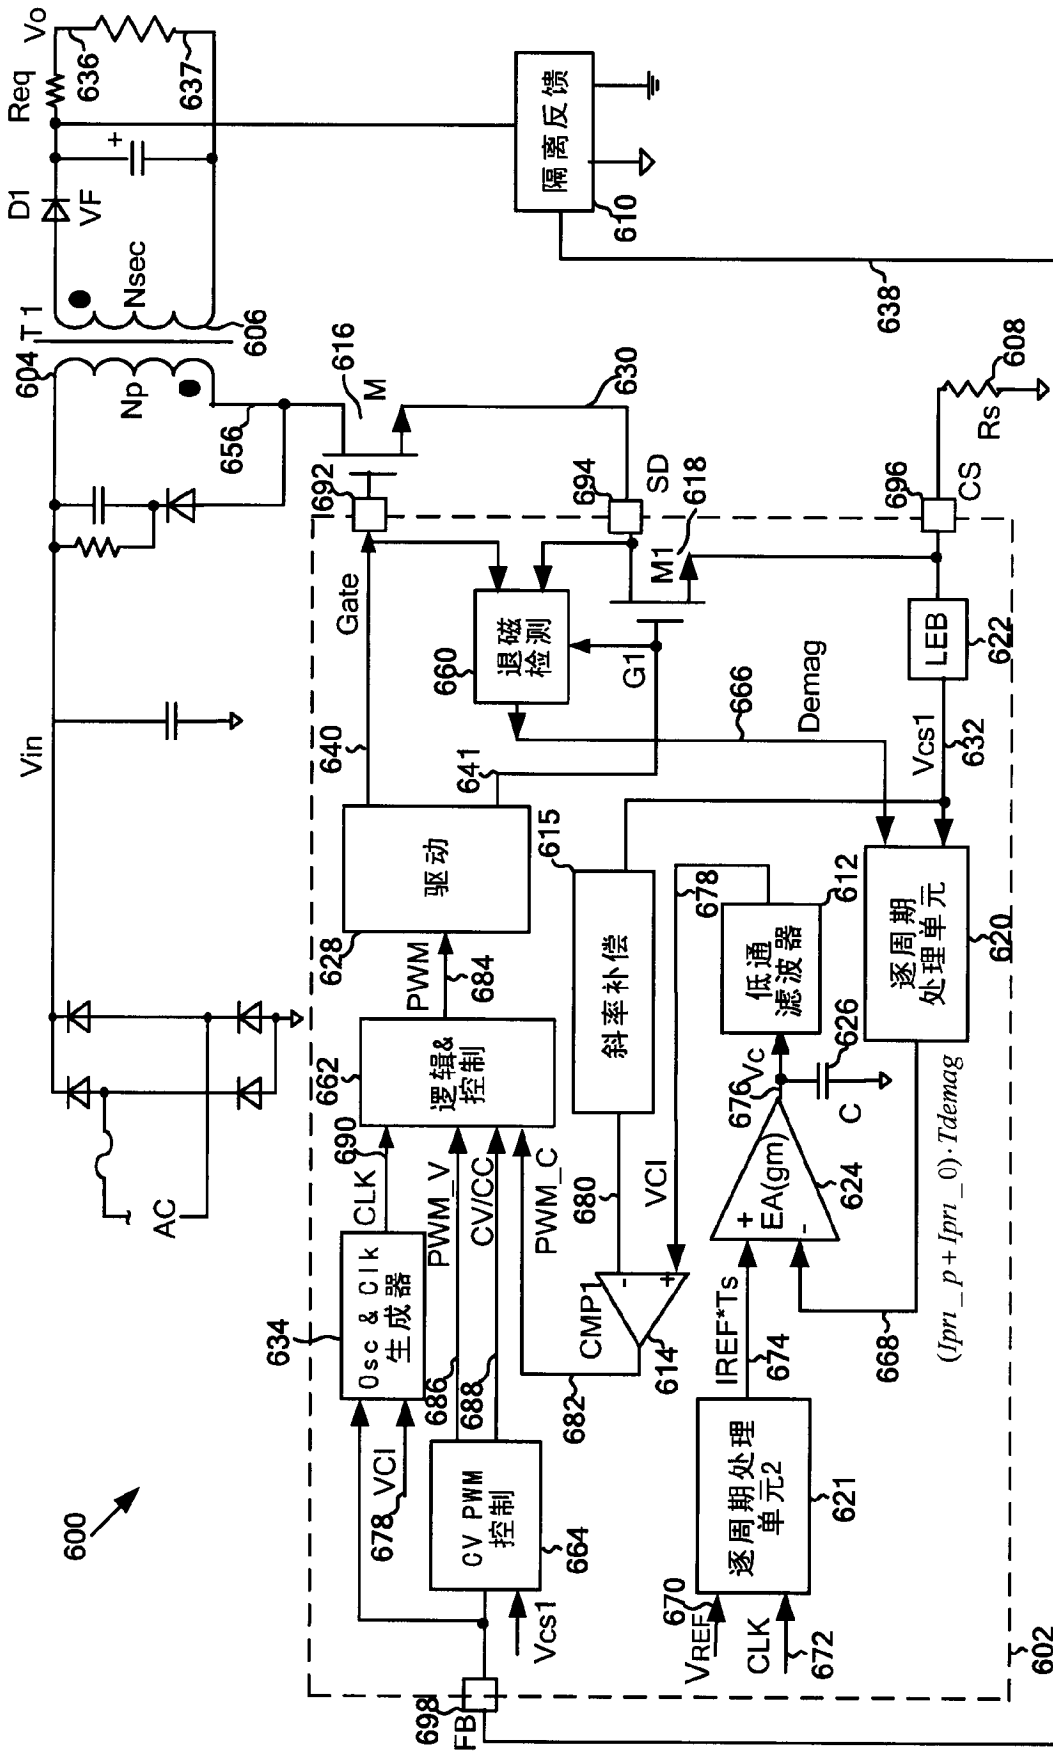 600
AC
Vin
604
T1
Np
Nsec
606
D1
VF
+
Req
Vo
636
637
656
616
M
630
隔离反馈
610
638
634
Osc & Clk
生成器
678
VCI
CLK
690
662
逻辑&
控制
PWM
684
628
驱动
640
641
Gate
692
660
退磁
检测
G1
694
SD
M1
618
696
CS
Rs
608
LEB
622
Vcs1
632
666
Demag
698
FB
CV PWM
控制
664
Vcs1
686
PWM_V
688
CV/CC
PWM_C
682
CMP1
-
+
614
680
615
斜率补偿
VCI
678
612
低通
滤波器
676
Vc
626
C
EA(gm)
+
-
624
IREF*Ts
674
668
逐周期处理
单元2
621
VREF
670
CLK
672
逐周期
处理单元
620
(Ipri_p+Ipri_0)·Tdemag
602